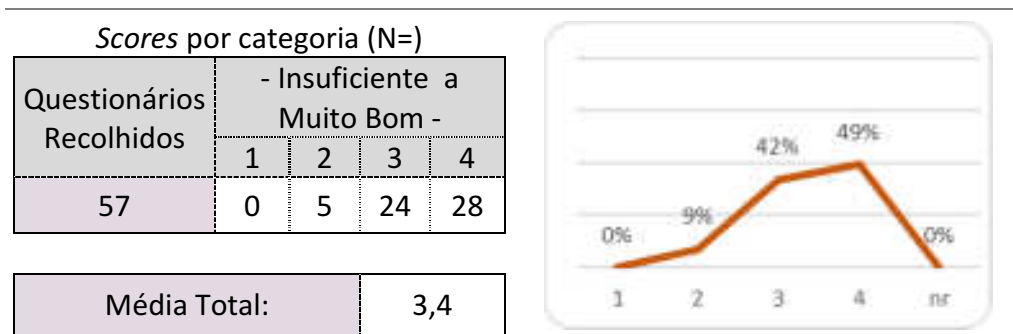 Scores por categoria (N=)
Questionários Recolhidos
- Insuficiente a
Muito Bom -
1 2 3 4
57 0 5 24 28
Média Total: 3,4
0% 9% 42% 49% 0%
1 2 3 4 nr